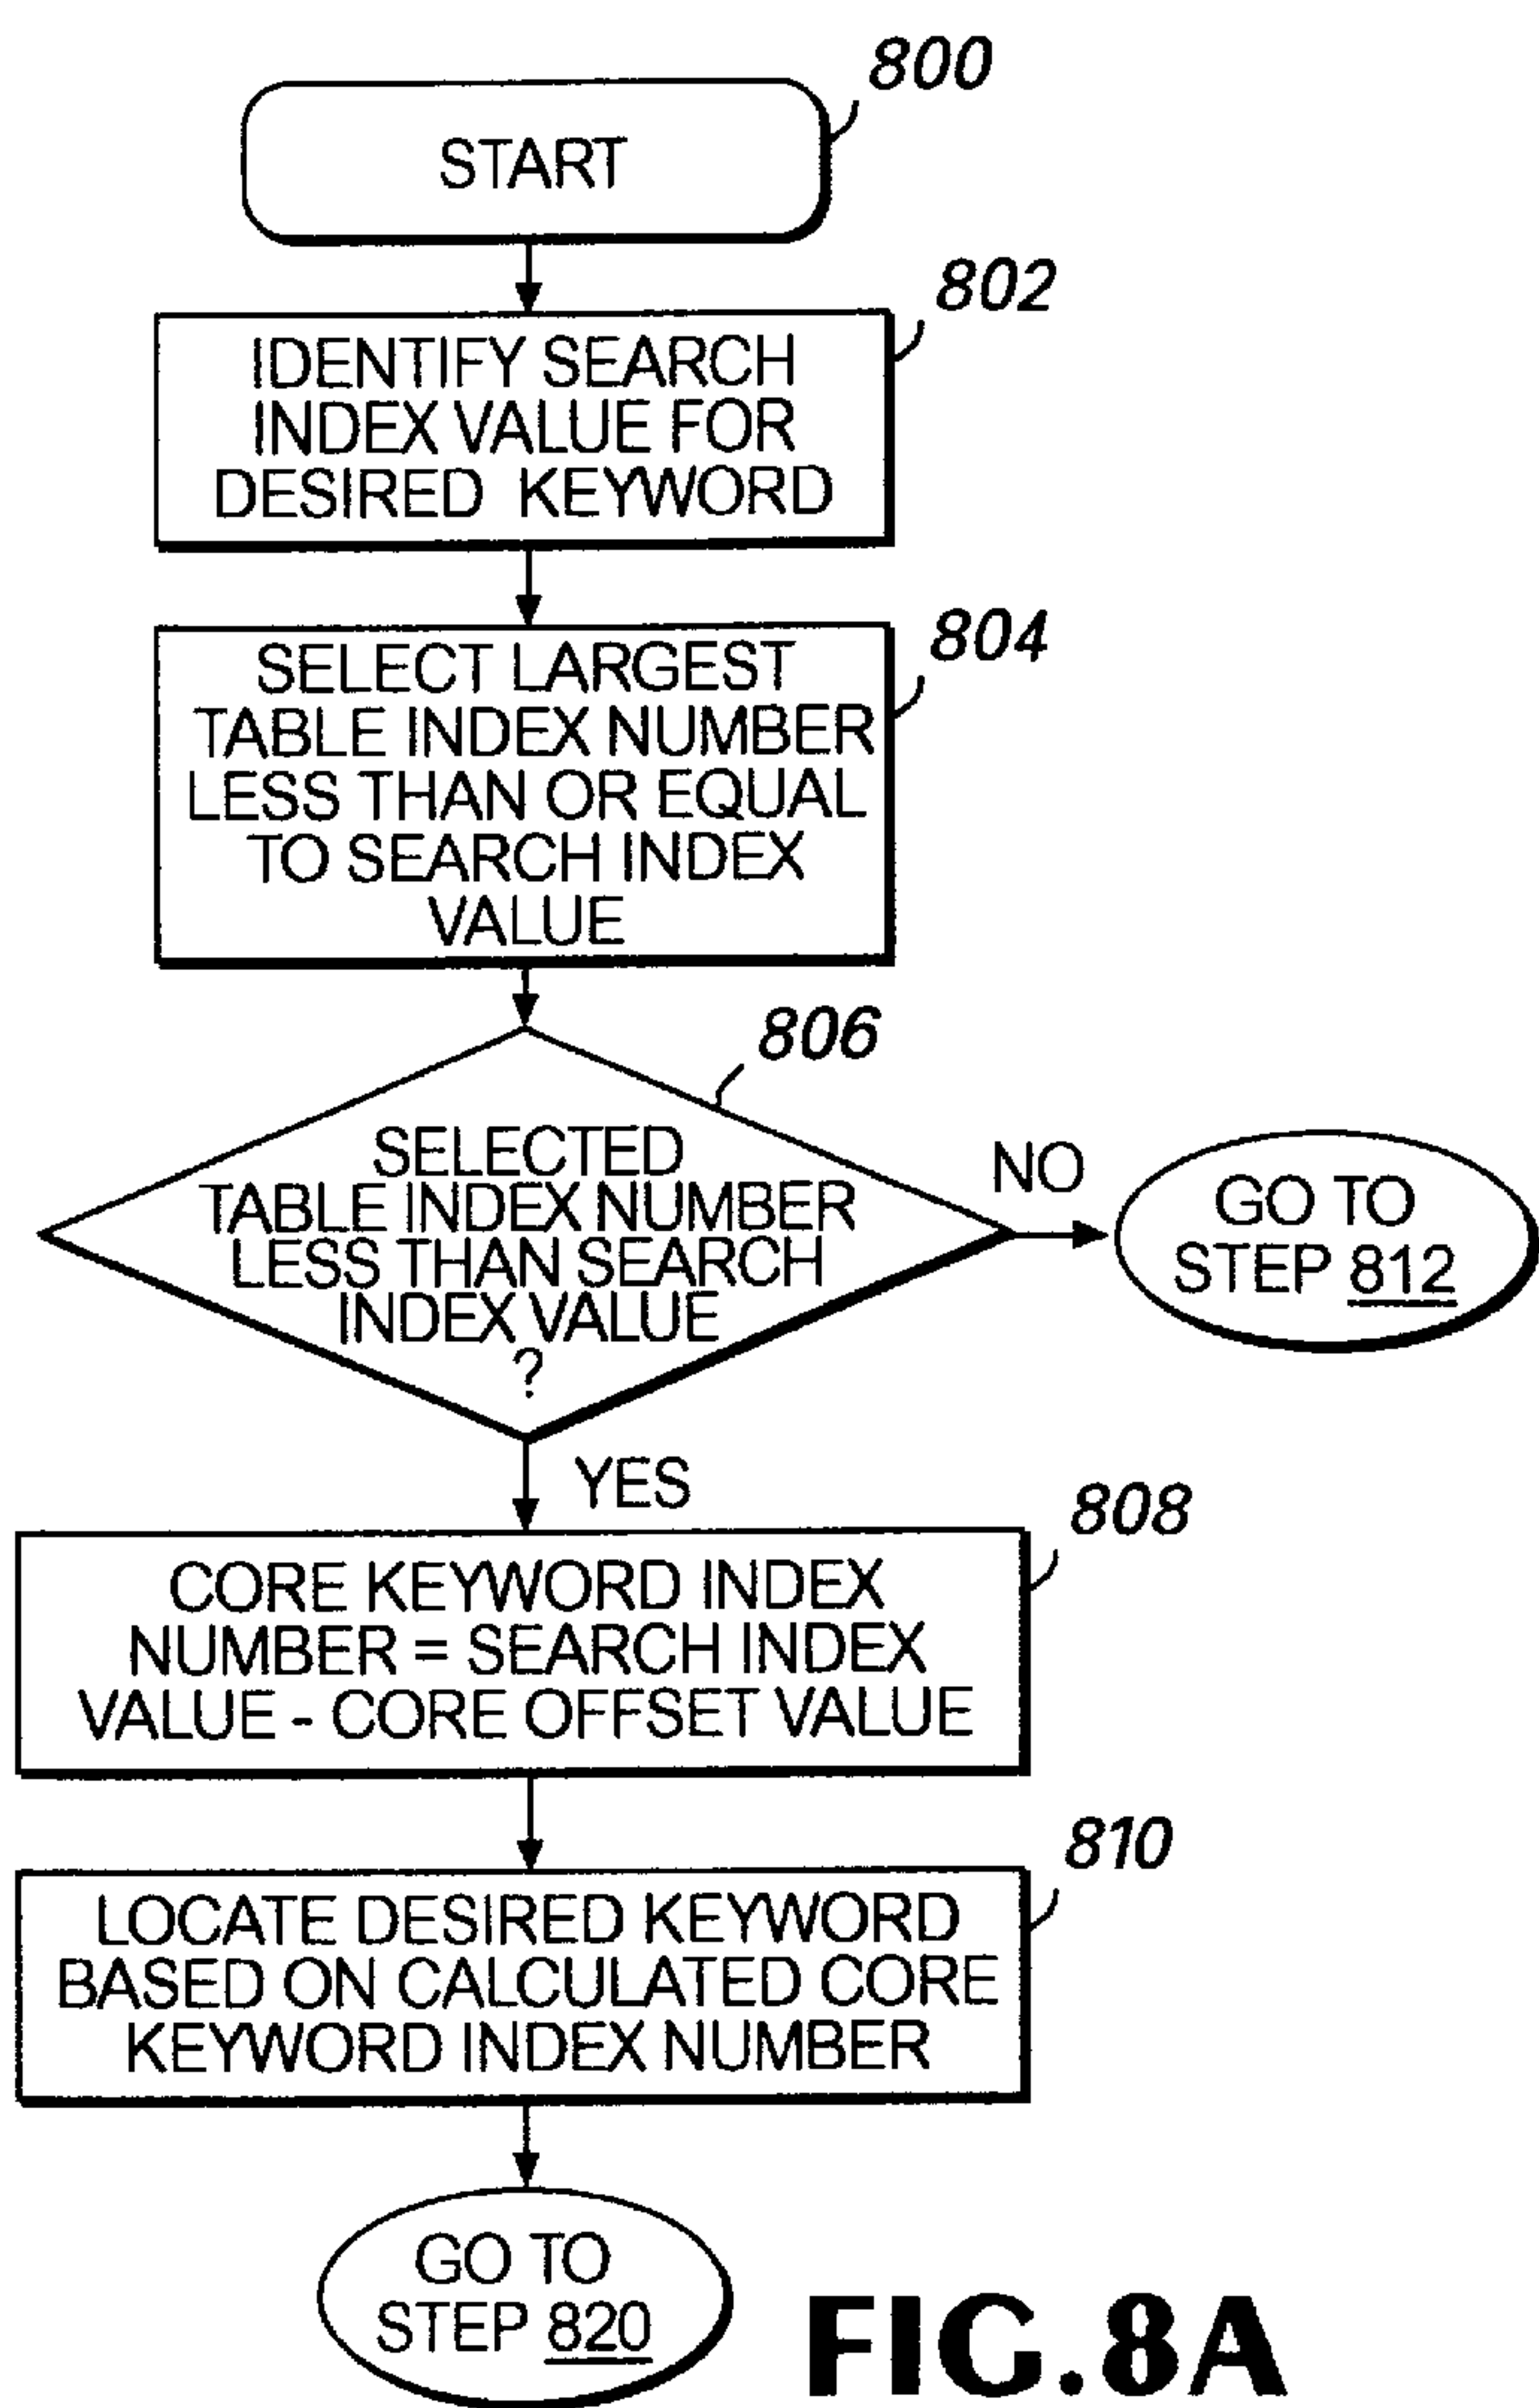 800
START
802
IDENTIFY SEARCH
INDEX VALUE FOR
DESIRED KEYWORD
804
SELECT LARGEST
TABLE INDEX NUMBER
LESS THAN OR EQUAL
TO SEARCH INDEX
VALUE
806
SELECTED
TABLE INDEX NUMBER
LESS THAN SEARCH
INDEX VALUE
?
NO
GO TO
STEP 812
YES
808
CORE KEYWORD INDEX
NUMBER = SEARCH INDEX
VALUE - CORE OFFSET VALUE
810
LOCATE DESIRED KEYWORD
BASED ON CALCULATED CORE
KEYWORD INDEX NUMBER
GO TO
STEP 820
FIG.8A